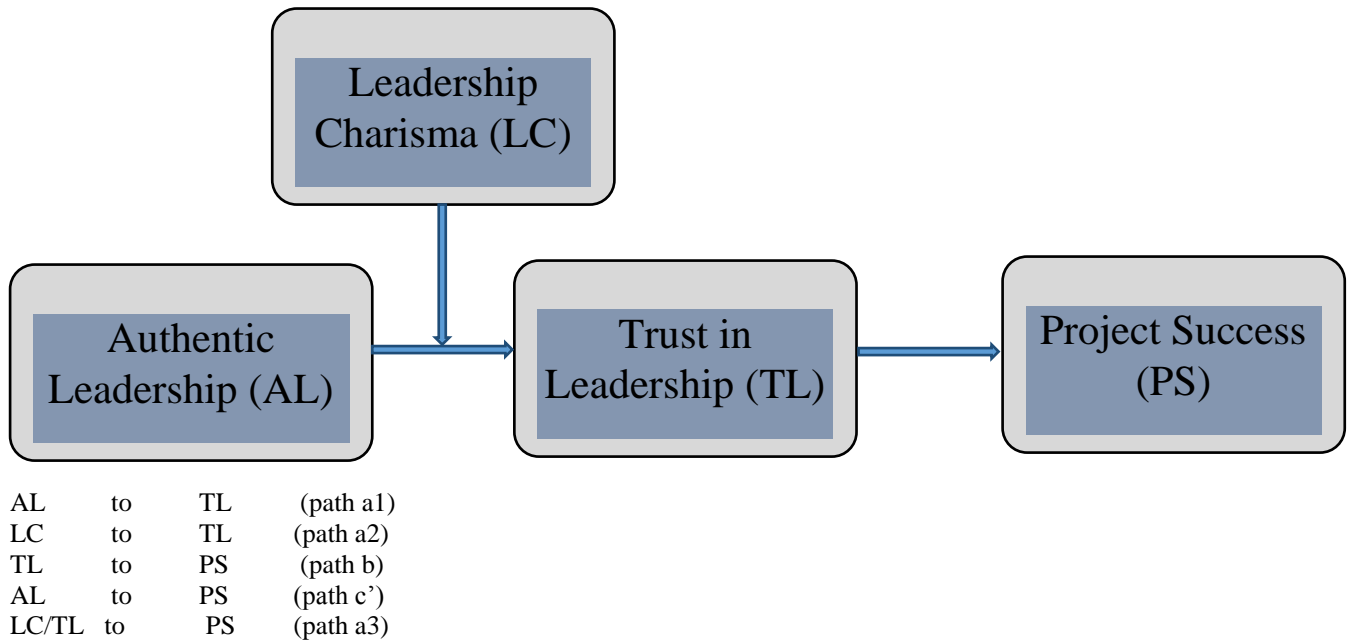 Leadership
Charisma (LC)
Authentic
Leadership (AL)
Trust in
Leadership (TL)
Project Success
(PS)
AL to TL (path a1)
LC to TL (path a2)
TL to PS (path b)
AL to PS (path c’)
LC/TL to PS (path a3)